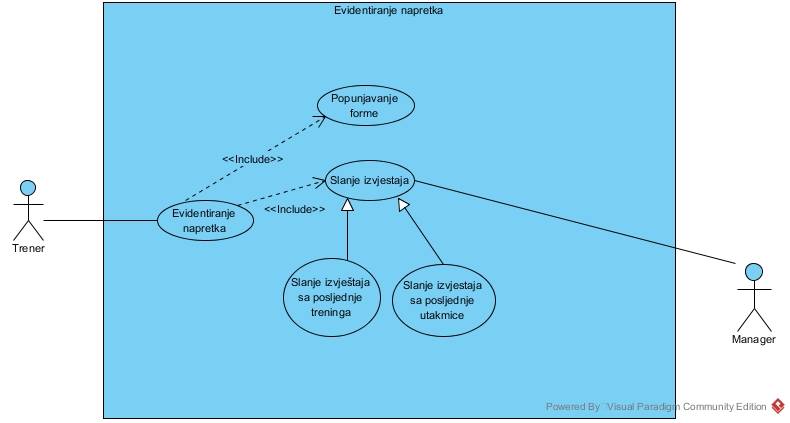 Evidentiranje napretka
Popunjavanje
forme
<<Include>>
Slanje izvjestaja
<<Include>>
Evidentiranje
napretka
Trener
Slanje izvještaja
sa posljednje
treninga
Slanje izvjestaja
sa posljednje
utakmice
Manager
Powered By Visual Paradigm Community Edition